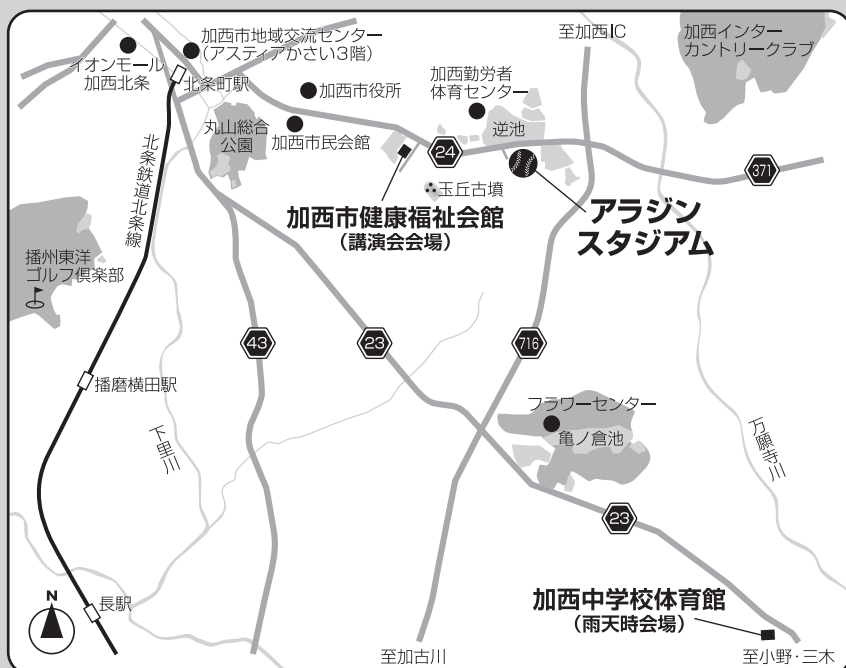 加西市地域交流センター
（アスティアかさい3階）
イオンモール
加西北条
北条町駅
加西市役所
丸山総合
公園
加西市民会館
加西勤労者
体育センター
逆池
至加西IC
加西インター
カントリークラブ
24
371
玉丘古墳
加西市健康福祉会館
（講演会会場）
アラジン
スタジアム
北条鉄道北条線
播州東洋
ゴルフ倶楽部
43
23
716
播磨横田駅
下里川
フラワーセンター
亀ノ倉池
万願寺川
23
加西中学校体育館
（雨天時会場）
N
長駅
至加古川
至小野・三木